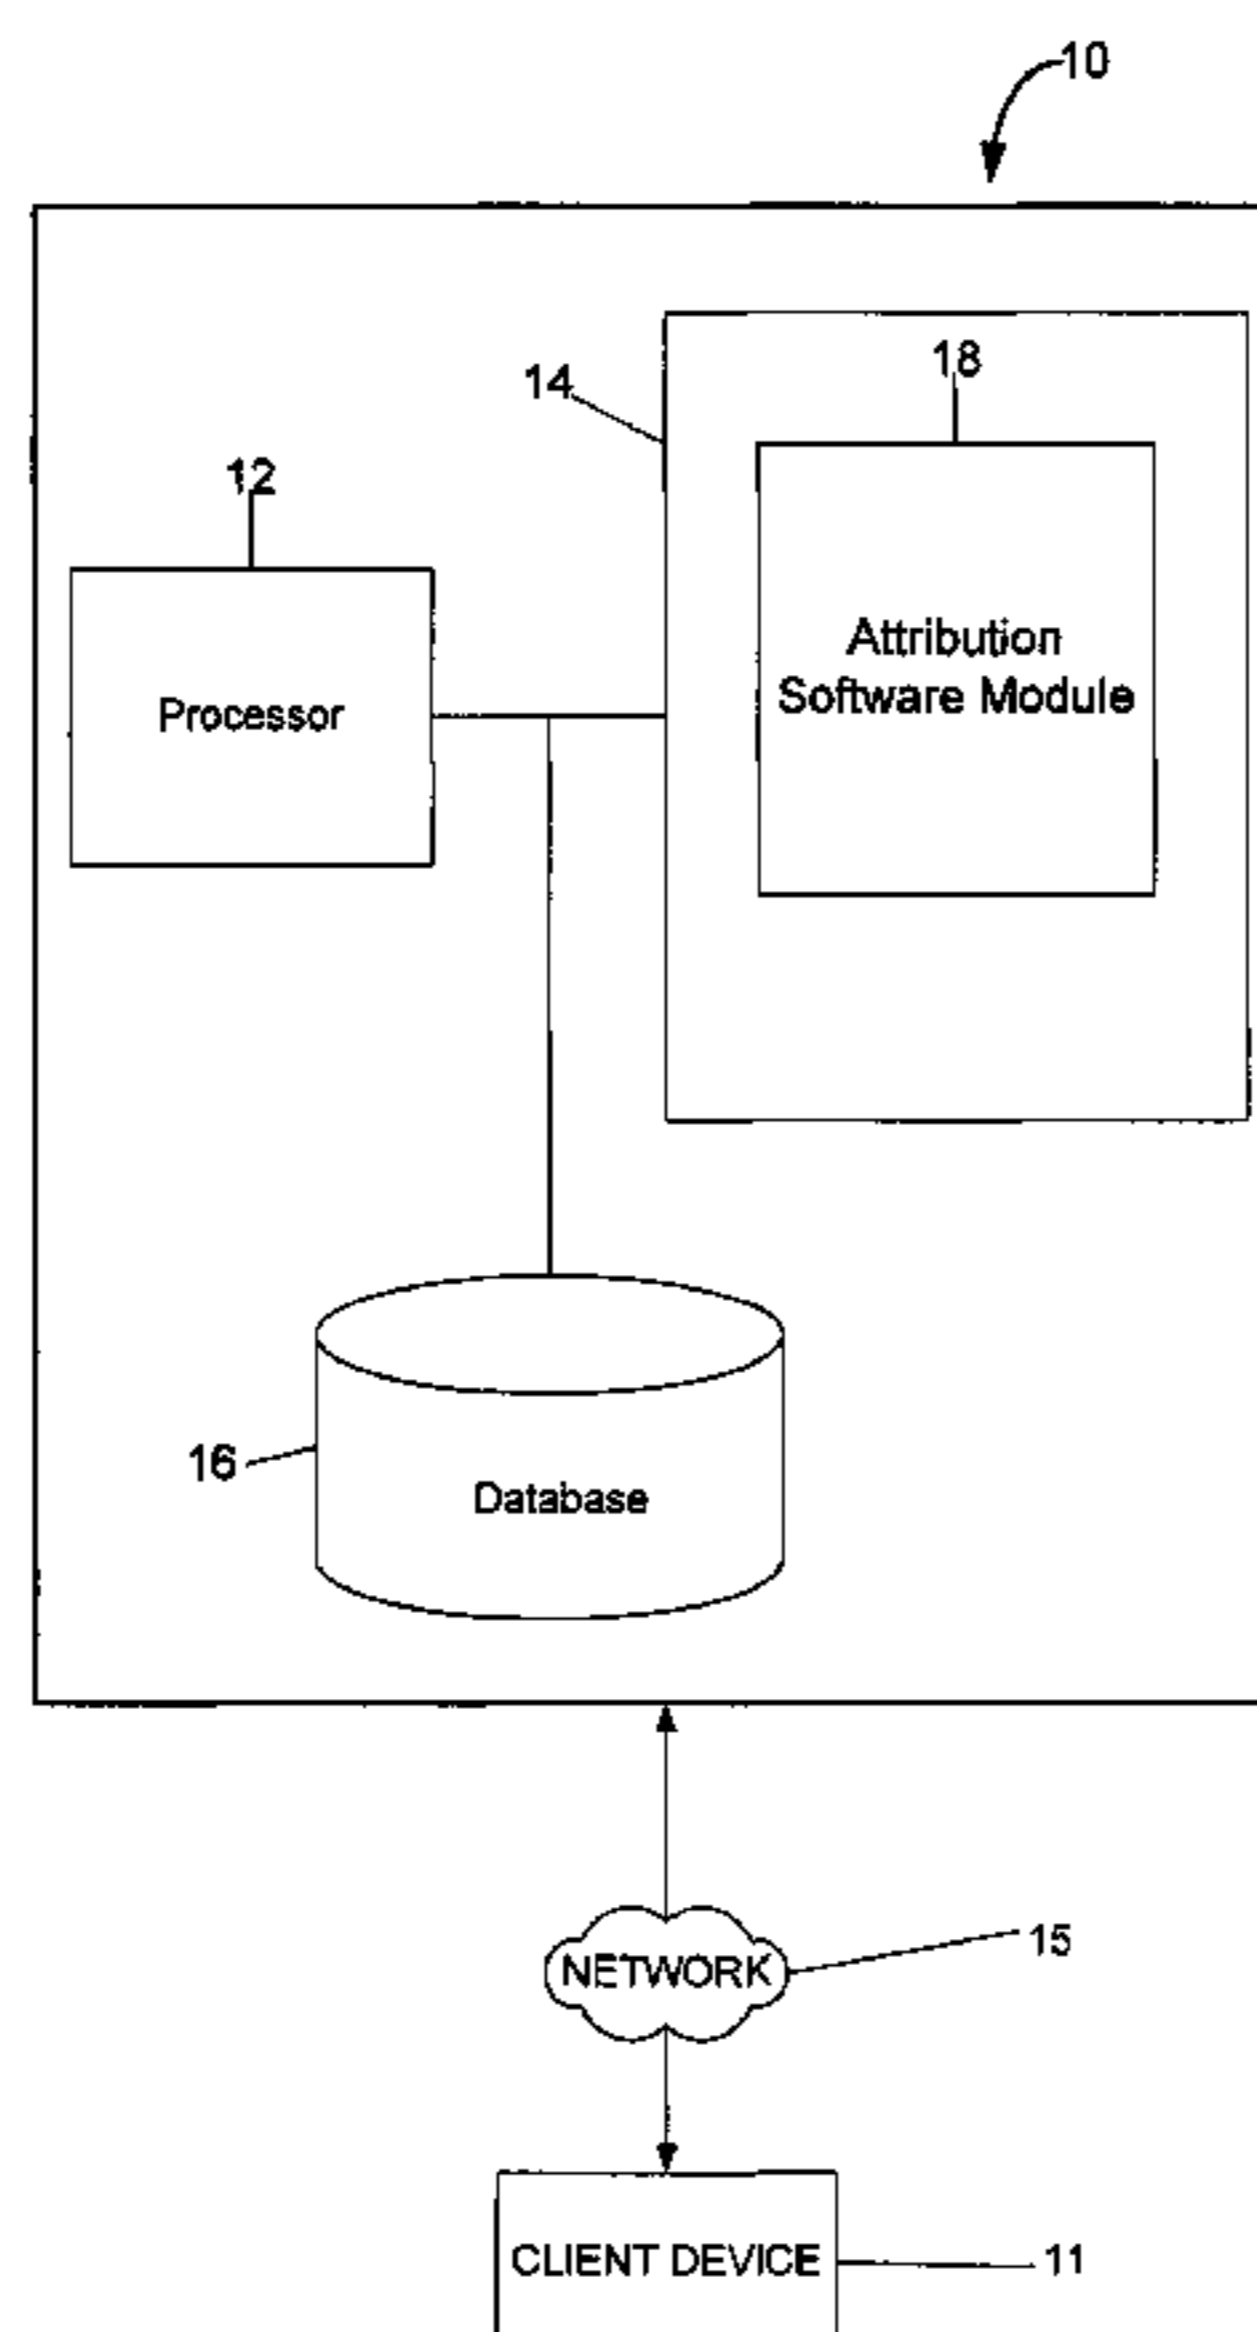 10
18
14
12
Attribution
Software Module
Processor
16
Database
NETWORK
15
CLIENT DEVICE
11